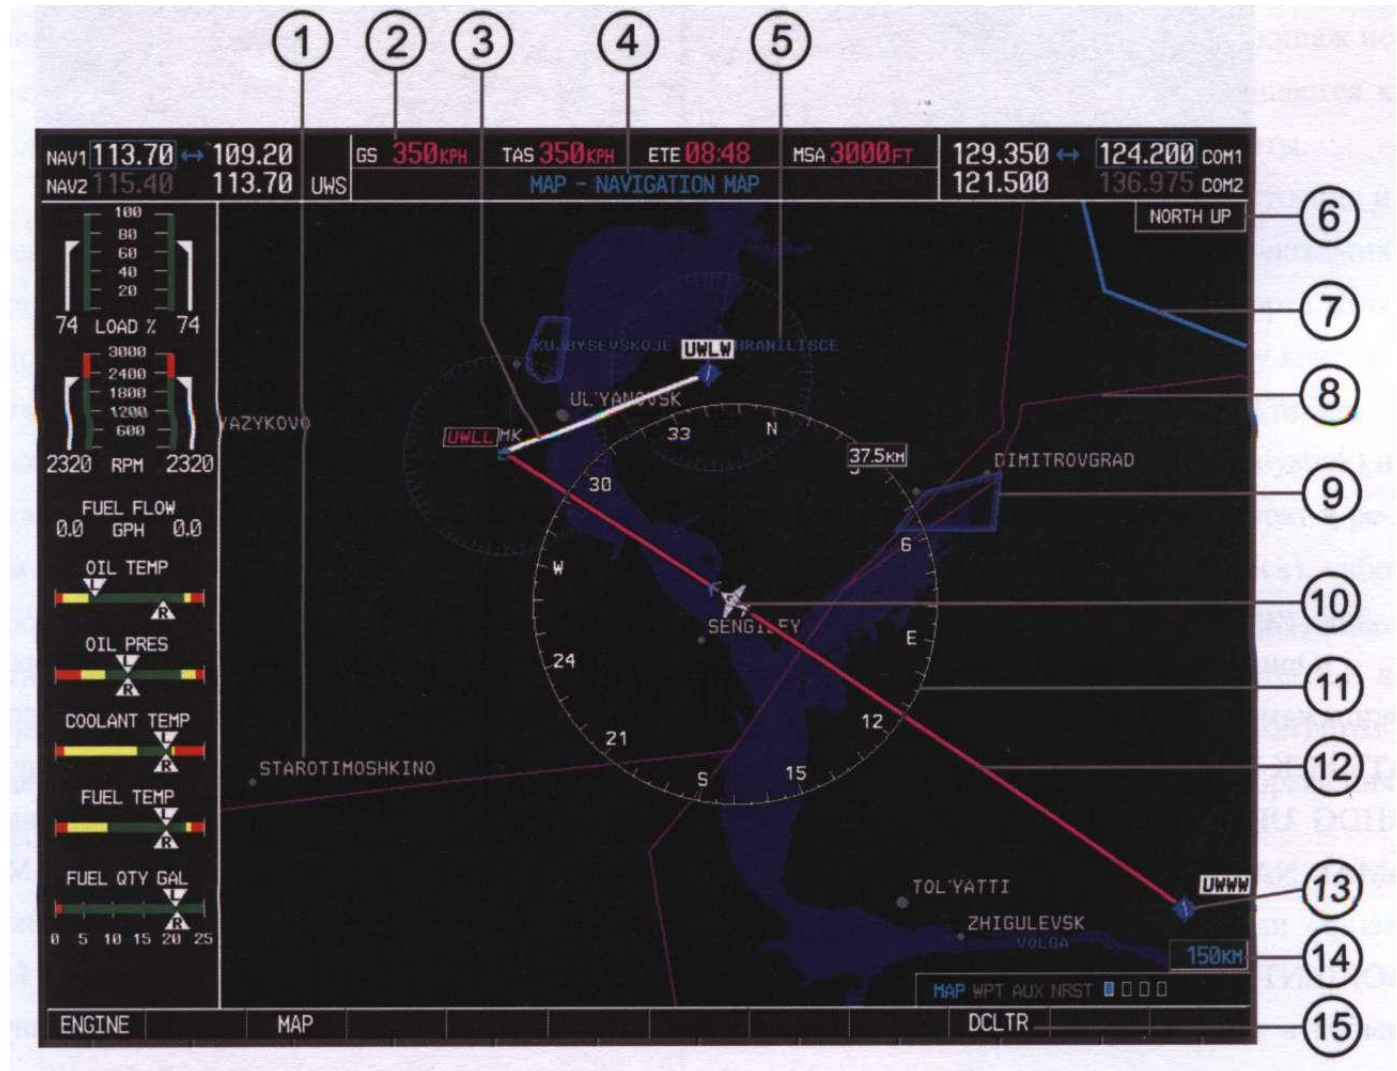 1 2 3 4 5
NAV1 113.70 ↔ 109.20
NAV2 115.40 113.70 UWS
GS 350KPH TAS 350KPH ETE 08:48 MSA 3000FT
MAP - NAVIGATION MAP
129.350 ↔ 124.200 COM1
121.500 136.975 COM2
NORTH UP
6
7
8
9
10
11
12
13
14
15
100
80
60
40
20
74 LOAD % 74
3000
2400
1800
1200
600
2320 RPM 2320
FUEL FLOW
0.0 GPH 0.0
OIL TEMP
L
R
OIL PRES
L
R
COOLANT TEMP
L
R
FUEL TEMP
L
R
FUEL QTY GAL
L
R
0 5 10 15 20 25
UWLW
UL'YANOVSK
UWLL MK
33 N
37.5KM
DIMITROVGRAD
30
6
W
SENGILEY
E
24
12
21
S 15
STAROTIMOSHKINO
TOL'YATTI
UWWW
ZHIGULEVSK
VOLGA
150KM
MAP WPT AUX NRST
ENGINE MAP DCLTR